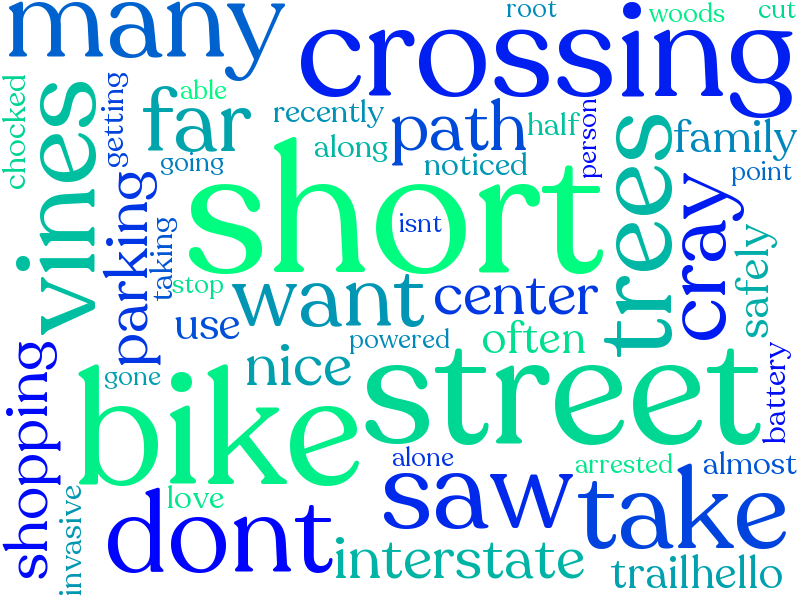 many
crossing
root
woods
cut
chocked
vines
getting
far
able
recently
going
along
path
noticed
half
person
trees
family
point
short
isnt
parking
taking
stop
want
center
cray
safely
use
powered
often
nice
gone
shopping
bike
street
battery
alone
arrested
almost
love
invasive
dont
saw
take
interstate
trailhello